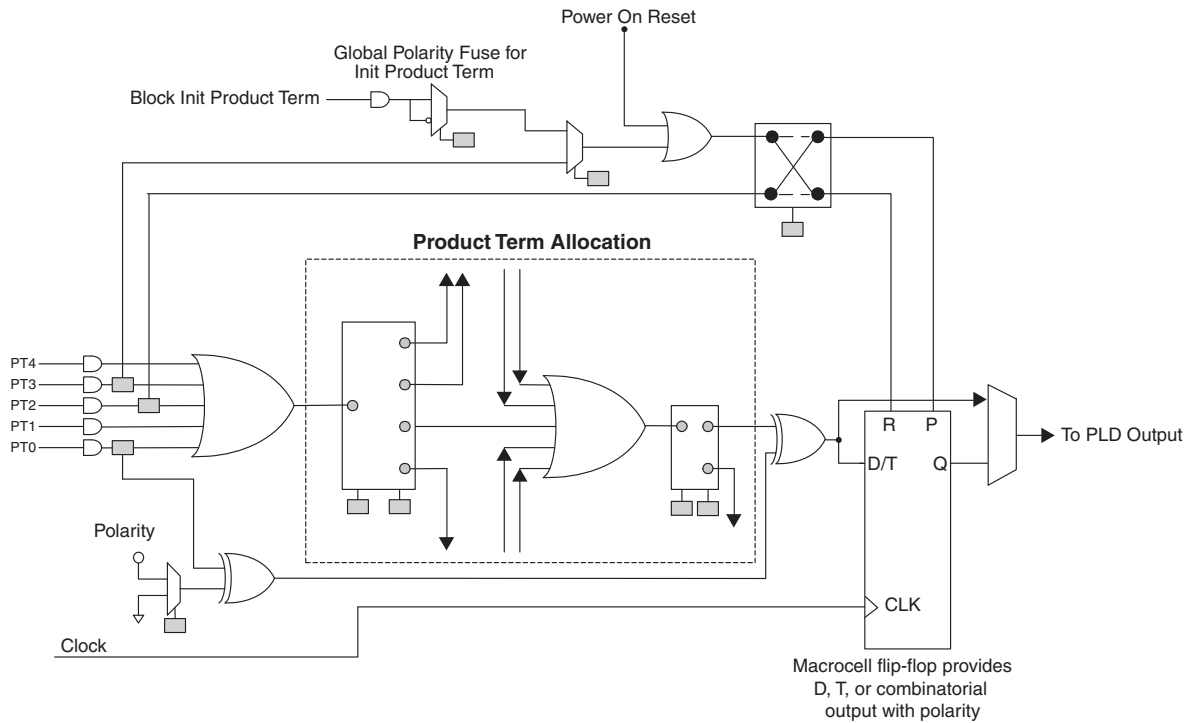 Power On Reset
Global Polarity Fuse for
Init Product Term
Block Init Product Term
Product Term Allocation
PT4
PT3
PT2
PT1
PT0
R P
D/T Q
To PLD Output
Polarity
CLK
Clock
Macrocell flip-flop provides
D, T, or combinatorial
output with polarity